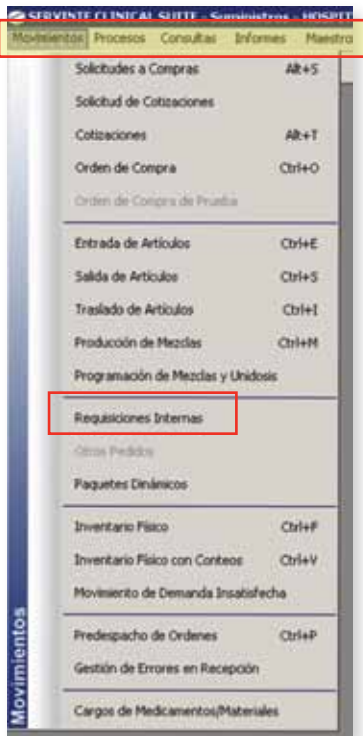 SERVINTE CLINICAL SUITE - Suministros - HOSPIT
Movimientos Procesos Consultas Informes Maestro
Solicitudes a Compras Alt+S
Solicitud de Cotizaciones
Cotizaciones Alt+T
Orden de Compra Ctrl+O
Orden de Compra de Prueba
Entrada de Artículos Ctrl+E
Salida de Artículos Ctrl+S
Traslado de Artículos Ctrl+I
Producción de Mezclas Ctrl+M
Programación de Mezclas y Unidosis
Requisiciones Internas
Otros Pedidos
Paquetes Dinámicos
Inventario Físico Ctrl+F
Inventario Físico con Conteos Ctrl+V
Movimiento de Demanda Insatisfecha
Predespacho de Ordenes Ctrl+P
Gestión de Errores en Recepción
Cargos de Medicamentos/Materiales
Movimientos